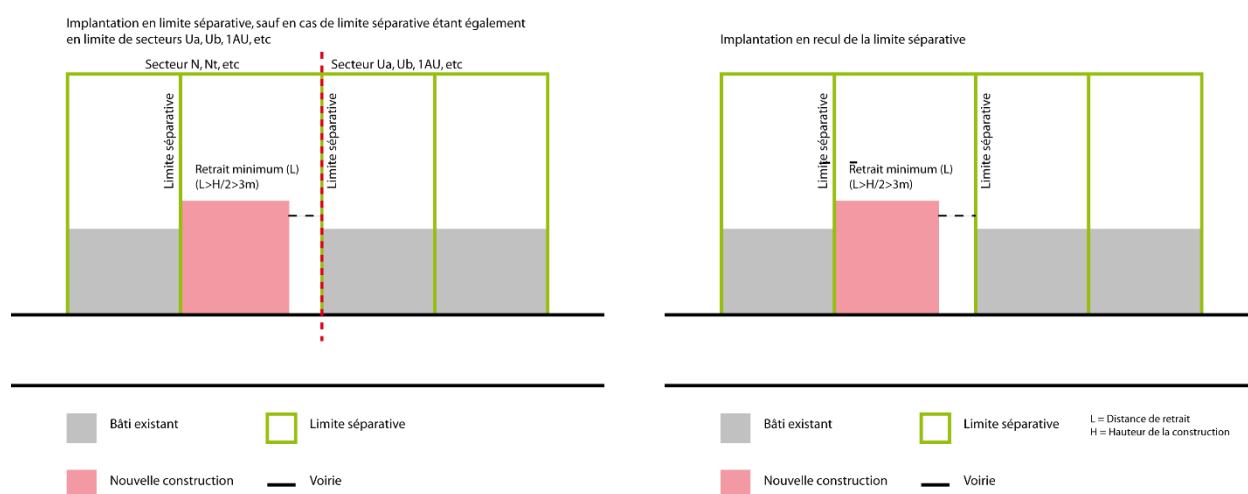 Implantation en limite séparative, sauf en cas de limite séparative étant également
en limite de secteurs Ua, Ub, 1AU, etc
Secteur N, Nt, etc
Secteur Ua, Ub, 1AU, etc
Limite séparative
Retrait minimum (L)
(L>H/2>3m)
Limite séparative
Bâti existant
Limite séparative
Nouvelle construction
Voirie
Implantation en recul de la limite séparative
Limite séparative
Retrait minimum (L)
(L>H/2>3m)
Limite séparative
Bâti existant
Limite séparative
L = Distance de retrait
H = Hauteur de la construction
Nouvelle construction
Voirie